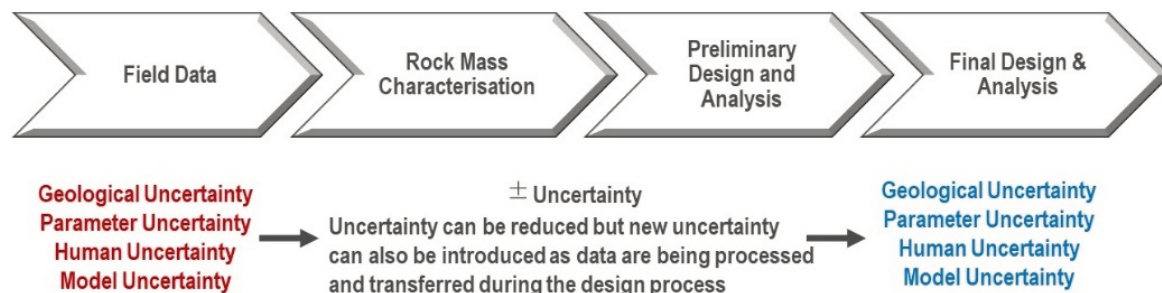 Field Data
Rock Mass
Characterisation
Preliminary
Design and
Analysis
Final Design &
Analysis
Geological Uncertainty
Parameter Uncertainty
Human Uncertainty
Model Uncertainty
± Uncertainty
Uncertainty can be reduced but new uncertainty
can also be introduced as data are being processed
and transferred during the design process
Geological Uncertainty
Parameter Uncertainty
Human Uncertainty
Model Uncertainty